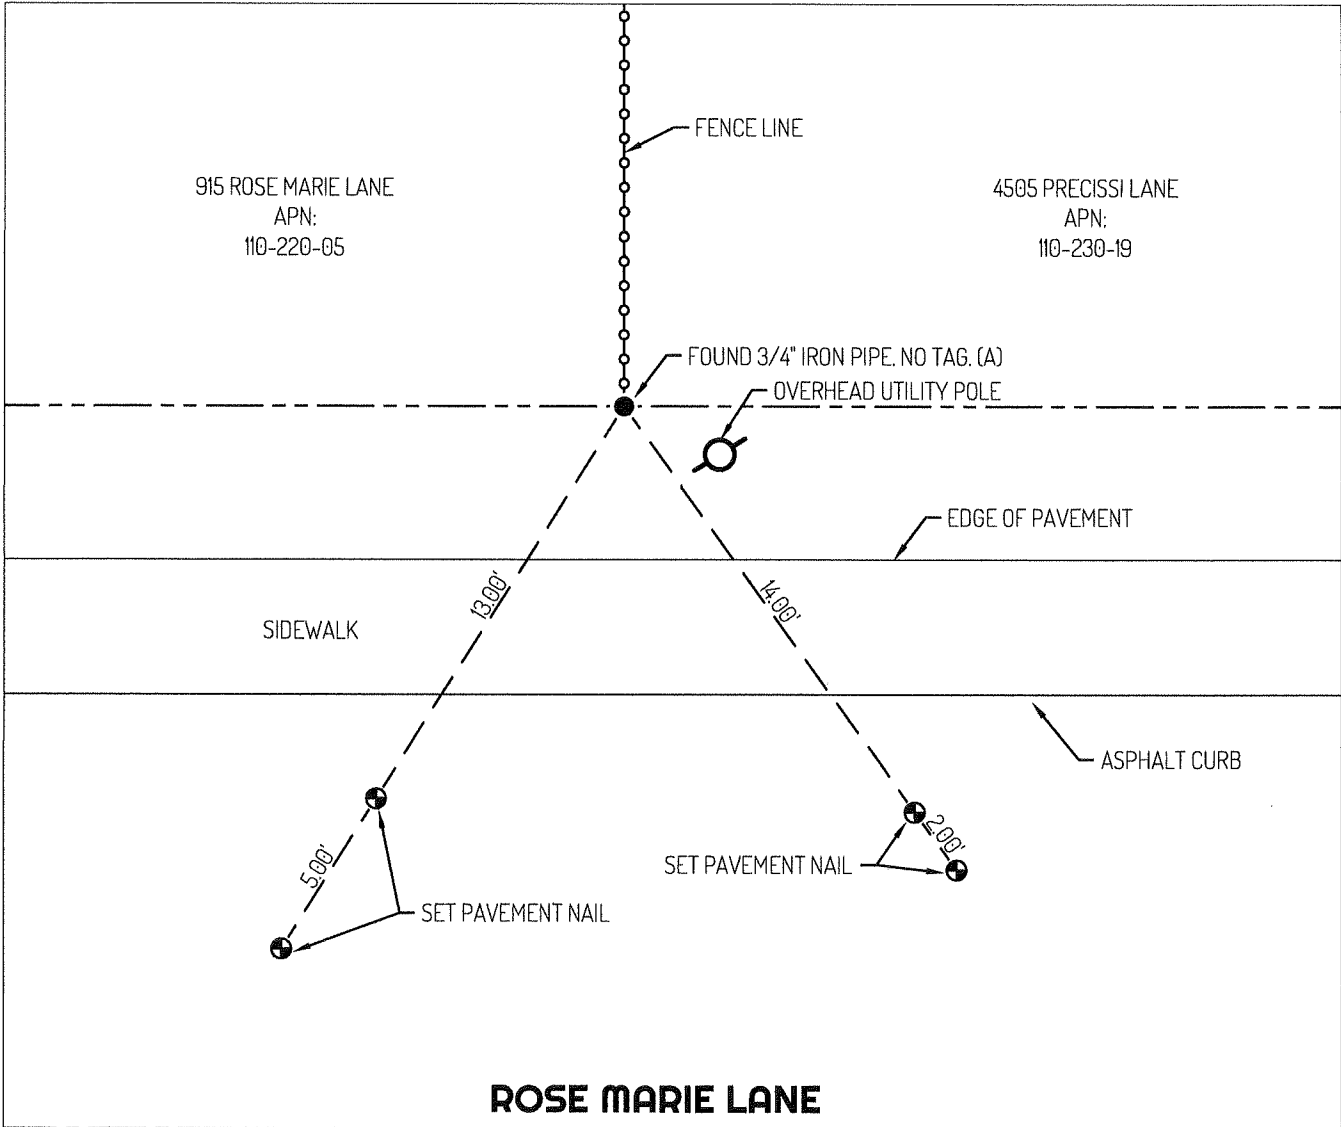 FENCE LINE
915 ROSE MARIE LANE
APN:
110-220-05
4505 PRECISSI LANE
APN:
110-230-19
FOUND 3/4" IRON PIPE, NO TAG, (A)
OVERHEAD UTILITY POLE
EDGE OF PAVEMENT
13.00'
14.00'
SIDEWALK
ASPHALT CURB
5.00'
2.00'
SET PAVEMENT NAIL
SET PAVEMENT NAIL
ROSE MARIE LANE